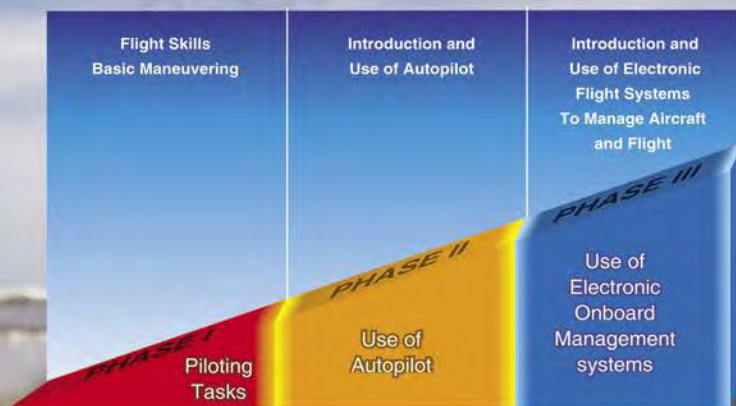 Flight Skills
Basic Maneuvering
Introduction and
Use of Autopilot
Introduction and
Use of Electronic
Flight Systems
To Manage Aircraft
and Flight
PHASE I
Piloting
Tasks
PHASE II
Use of
Autopilot
PHASE III
Use of
Electronic
Onboard
Management
systems